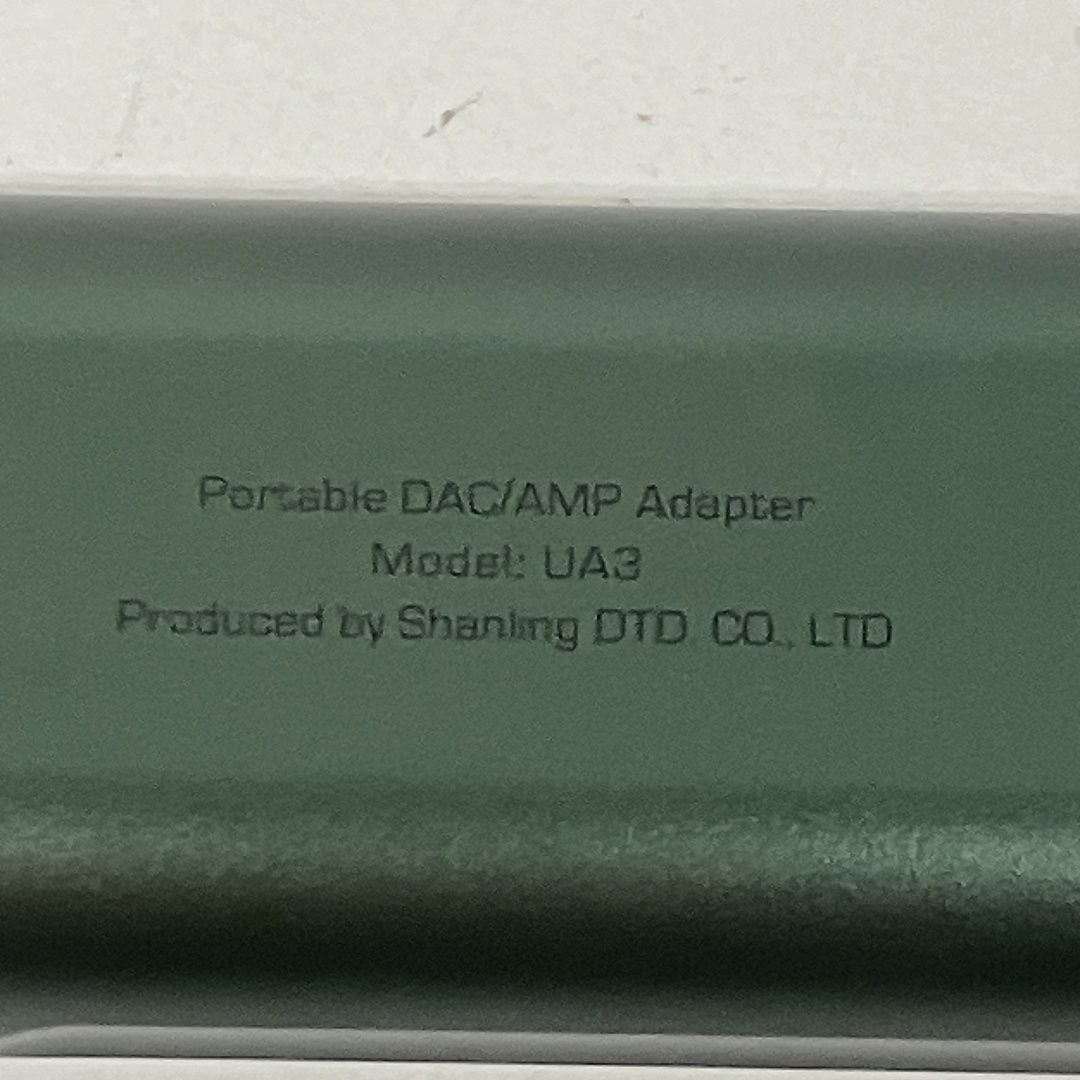 Portable DAC/AMP Adapter
Model: UA3
Produced by Shanling DTD CO., LTD